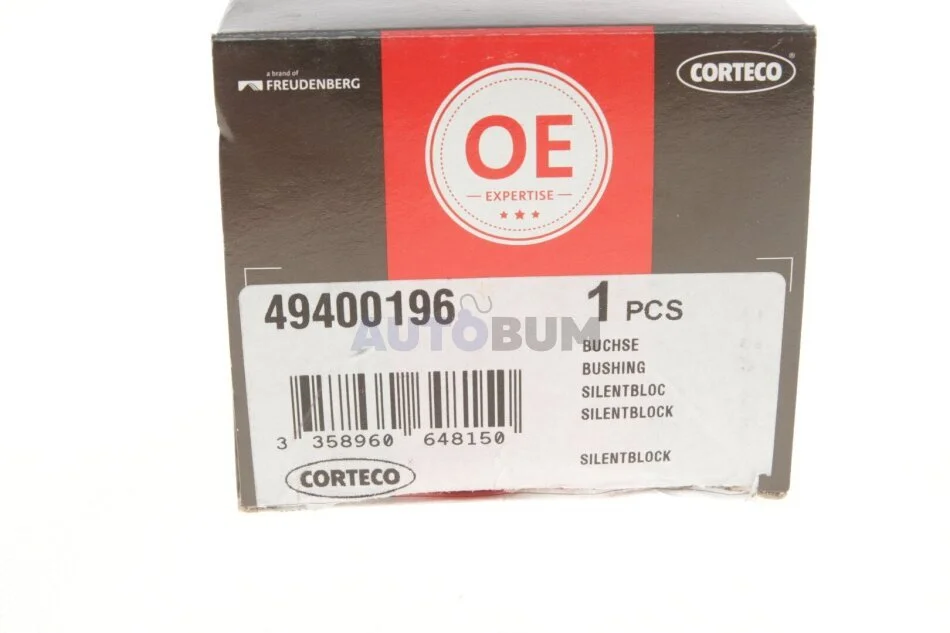 a brand of
FREUDENBERG
OE
EXPERTISE
CORTECO®
49400196
1 PCS
AUTOBUM
BUCHSE
BUSHING
SILENTBLOC
SILENTBLOCK
SILENTBLOCK
3 358960 648150
CORTECO